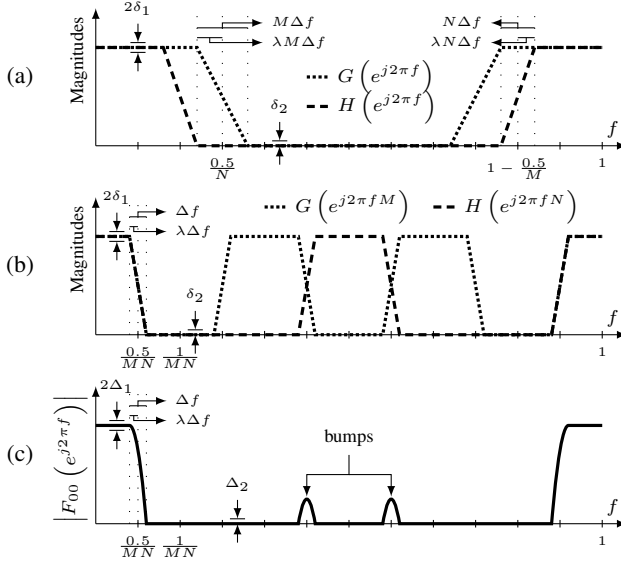 2δ₁ MΔf NΔf
λMΔf λNΔf
(a) Magnitudes
G(e^{j2πf})
H(e^{j2πf})
δ₂
f
0.5/N 1 − 0.5/M 1
G(e^{j2πfM}) H(e^{j2πfN})
2δ₁ Δf
λΔf
(b) Magnitudes
δ₂
f
0.5/MN 1/MN 1
2Δ₁ Δf
λΔf
(c) |F₀₀(e^{j2πf})|
bumps
Δ₂
f
0.5/MN 1/MN 1